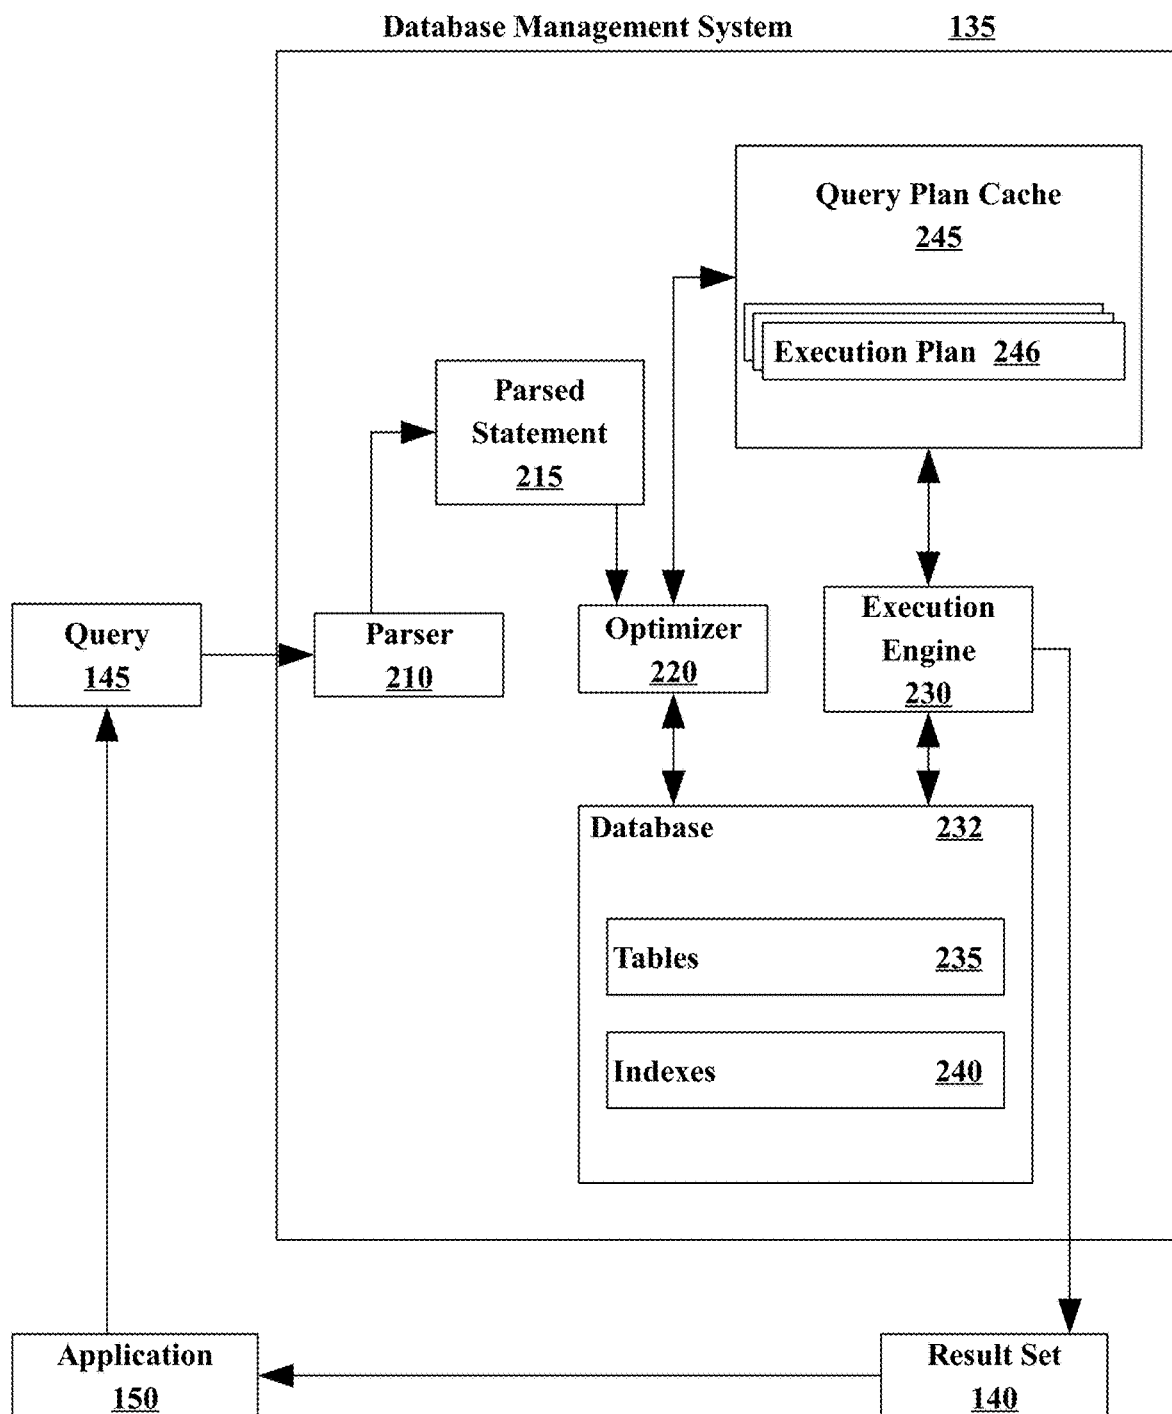 Database Management System 135
Query Plan Cache
245
Execution Plan 246
Parsed
Statement
215
Query
145
Parser
210
Optimizer
220
Execution
Engine
230
Database 232
Tables 235
Indexes 240
Application
150
Result Set
140